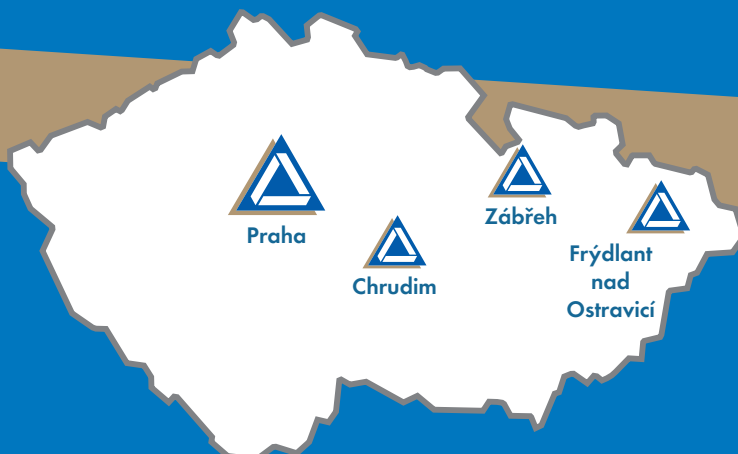 Praha
Chrudim
Zábřeh
Frýdlant
nad
Ostravicí